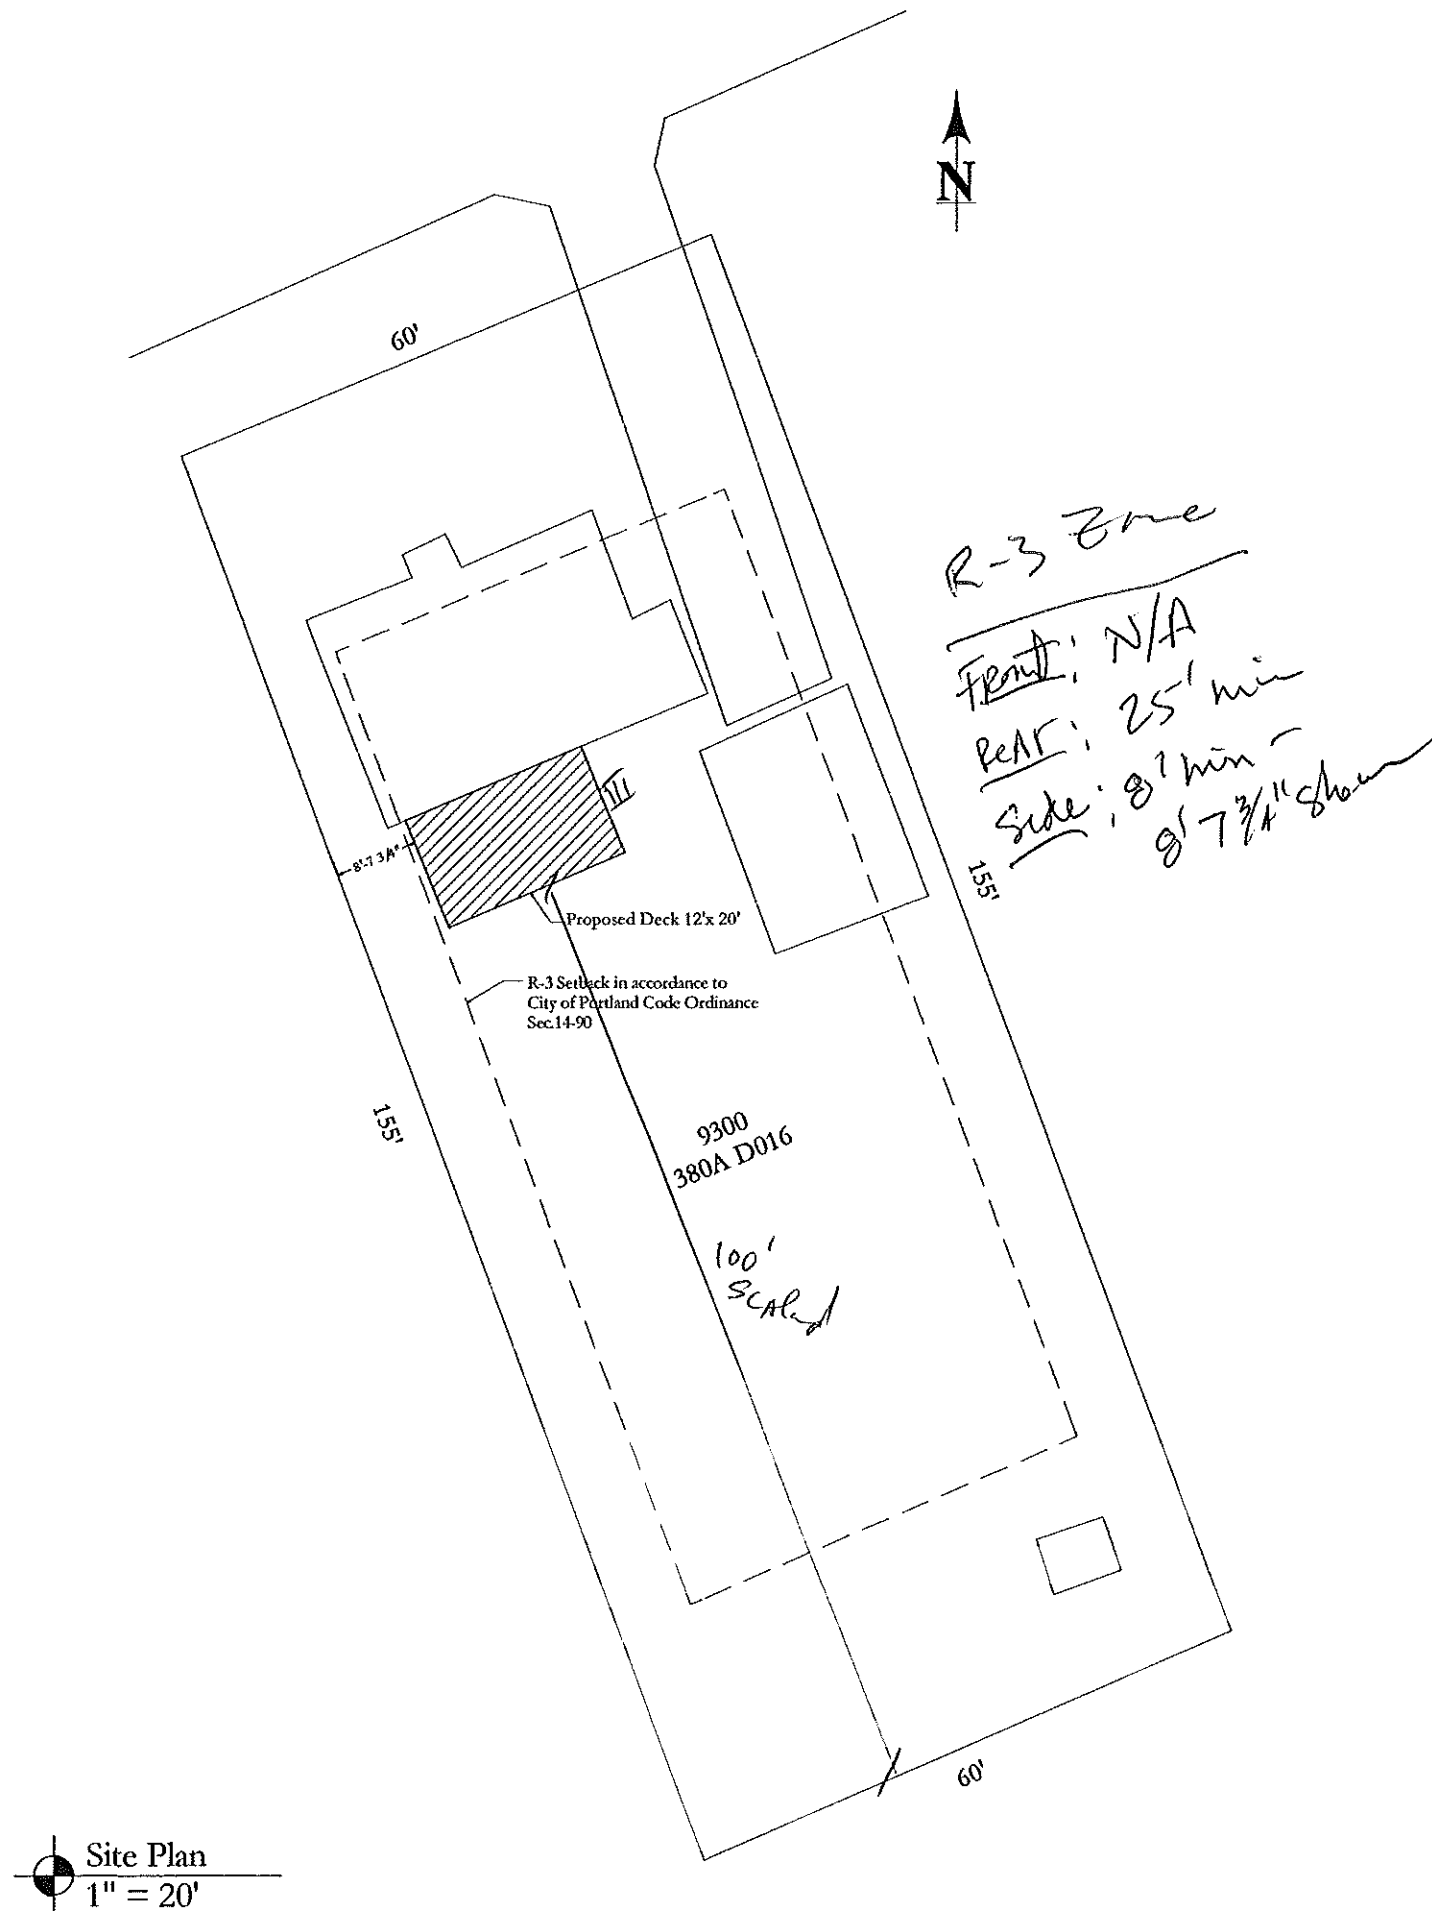 N
60'
R-3 Zone
Front: N/A
Rear: 25' min
Side: 8' min -
8' 7 3/4" shown
8'-7 3/4"
155'
Proposed Deck 12'x 20'
R-3 Setback in accordance to
City of Portland Code Ordinance
Sec.14-90
155'
9300
380A D016
100'
SCAled
60'
Site Plan
1" = 20'